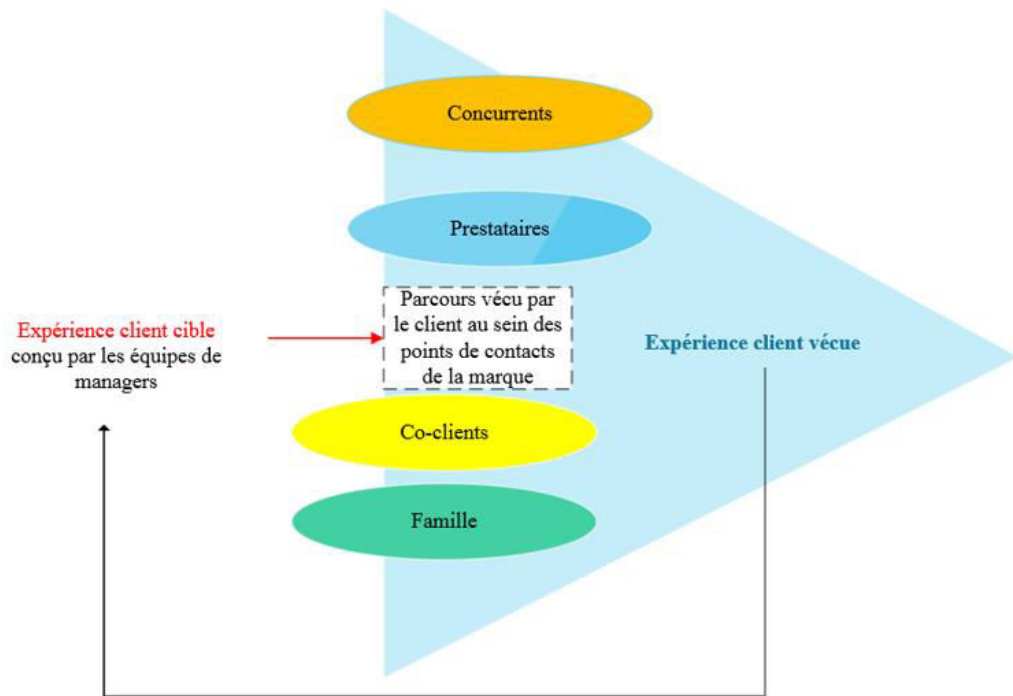 Concurrents
Prestataires
Expérience client cible
conçu par les équipes de
managers
Parcours vécu par
le client au sein des
points de contacts
de la marque
Expérience client vécue
Co-clients
Famille